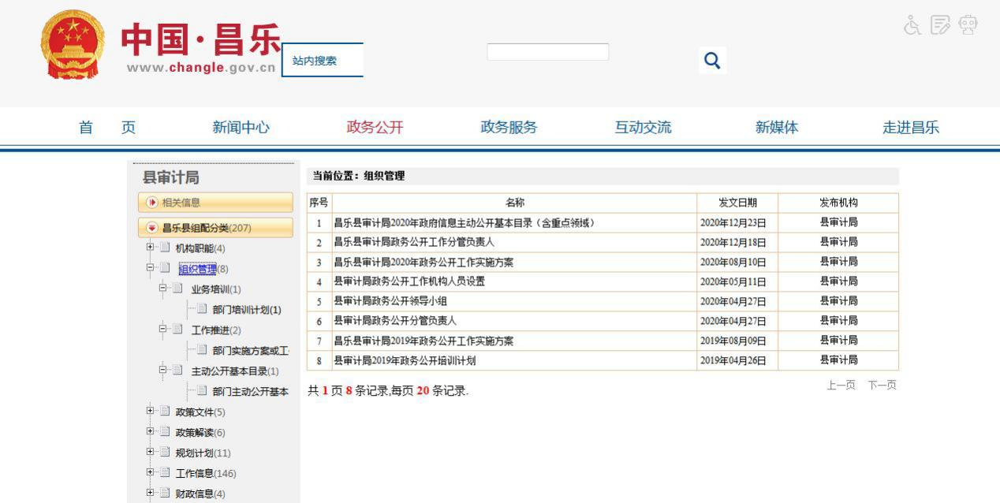 中国·昌乐
www.changle.gov.cn
站内搜索
首 页 新闻中心 政务公开 政务服务 互动交流 新媒体 走进昌乐
县审计局
相关信息
昌乐县组配分类(207)
机构职能(4)
组织管理(8)
业务培训(1)
部门培训计划(1)
工作推进(2)
部门实施方案或工
主动公开基本目录(1)
部门主动公开基本
政策文件(5)
政策解读(6)
规划计划(11)
工作信息(146)
财政信息(4)
当前位置：组织管理
序号 名称 发文日期 发布机构
1 昌乐县审计局2020年政府信息主动公开基本目录（含重点领域） 2020年12月23日 县审计局
2 昌乐县审计局政务公开工作分管负责人 2020年12月18日 县审计局
3 昌乐县审计局2020年政务公开工作实施方案 2020年08月10日 县审计局
4 县审计局政务公开工作机构人员设置 2020年05月11日 县审计局
5 县审计局政务公开领导小组 2020年04月27日 县审计局
6 县审计局政务公开分管负责人 2020年04月27日 县审计局
7 昌乐县审计局2019年政务公开工作实施方案 2019年08月09日 县审计局
8 县审计局2019年政务公开培训计划 2019年04月26日 县审计局
共 1 页 8 条记录,每页 20 条记录.
上一页 下一页